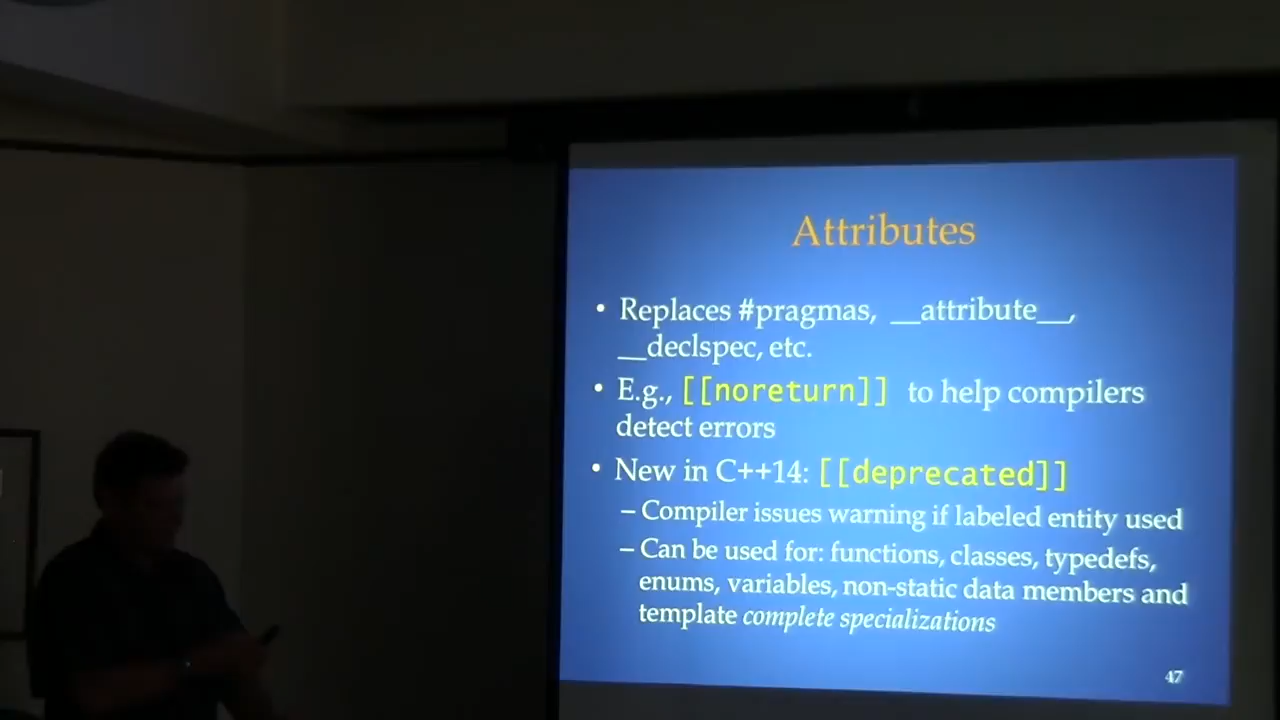 Attributes
• Replaces #pragmas, __attribute__,
__declspec, etc.
• E.g., [[noreturn]] to help compilers
detect errors
• New in C++14: [[deprecated]]
– Compiler issues warning if labeled entity used
– Can be used for: functions, classes, typedefs,
enums, variables, non-static data members and
template complete specializations
47